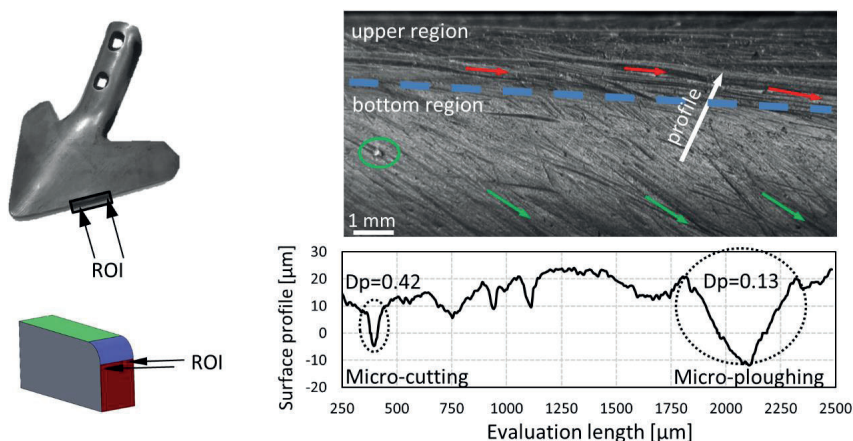 upper region
bottom region
profile
1 mm
ROI
ROI
Surface profile [µm]
30
20
10
0
-10
-20
Dp=0.42
Dp=0.13
Micro-cutting
Micro-ploughing
250
500
750
1000
1250
1500
1750
2000
2250
2500
Evaluation length [µm]